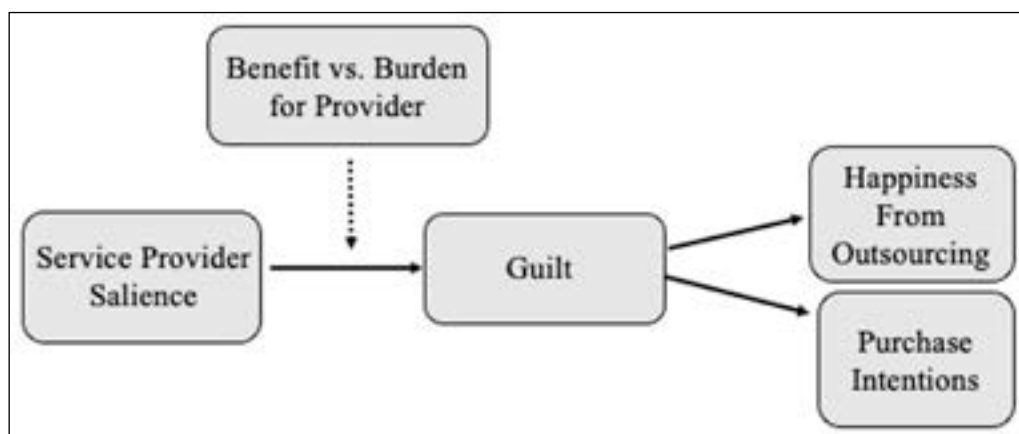 Benefit vs. Burden
for Provider
Service Provider
Salience
Guilt
Happiness
From
Outsourcing
Purchase
Intentions